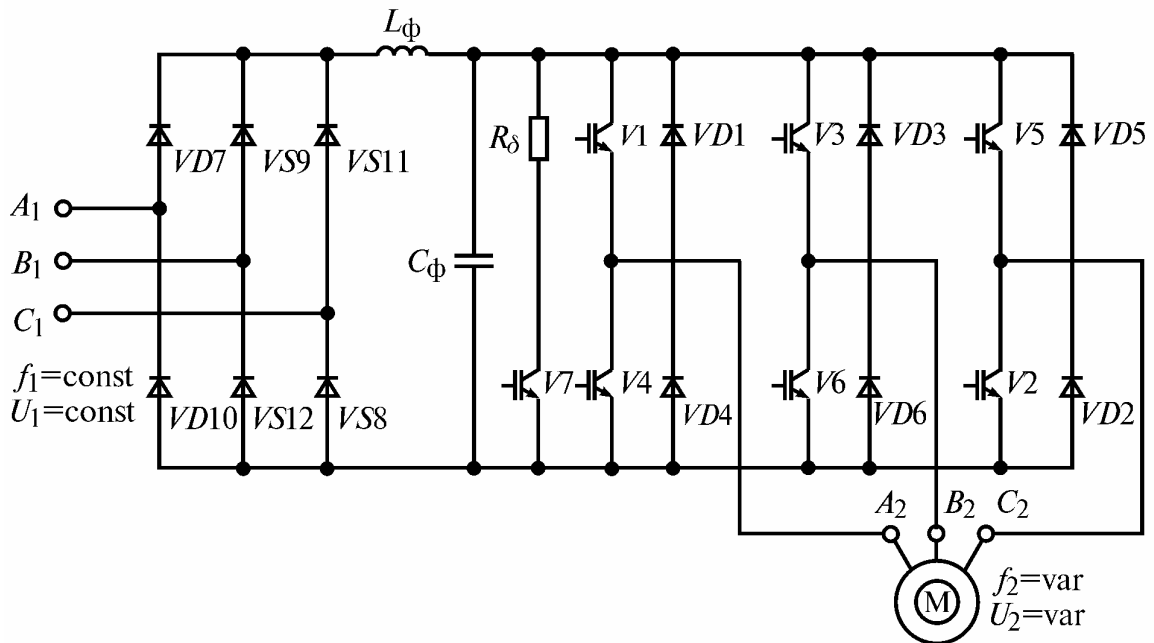 Lф
VD7
VS9
VS11
Rδ
V1
VD1
V3
VD3
V5
VD5
A1
B1
C1
Cф
f1=const
U1=const
VD10
VS12
VS8
V7
V4
VD4
V6
VD6
V2
VD2
A2
B2
C2
M
f2=var
U2=var